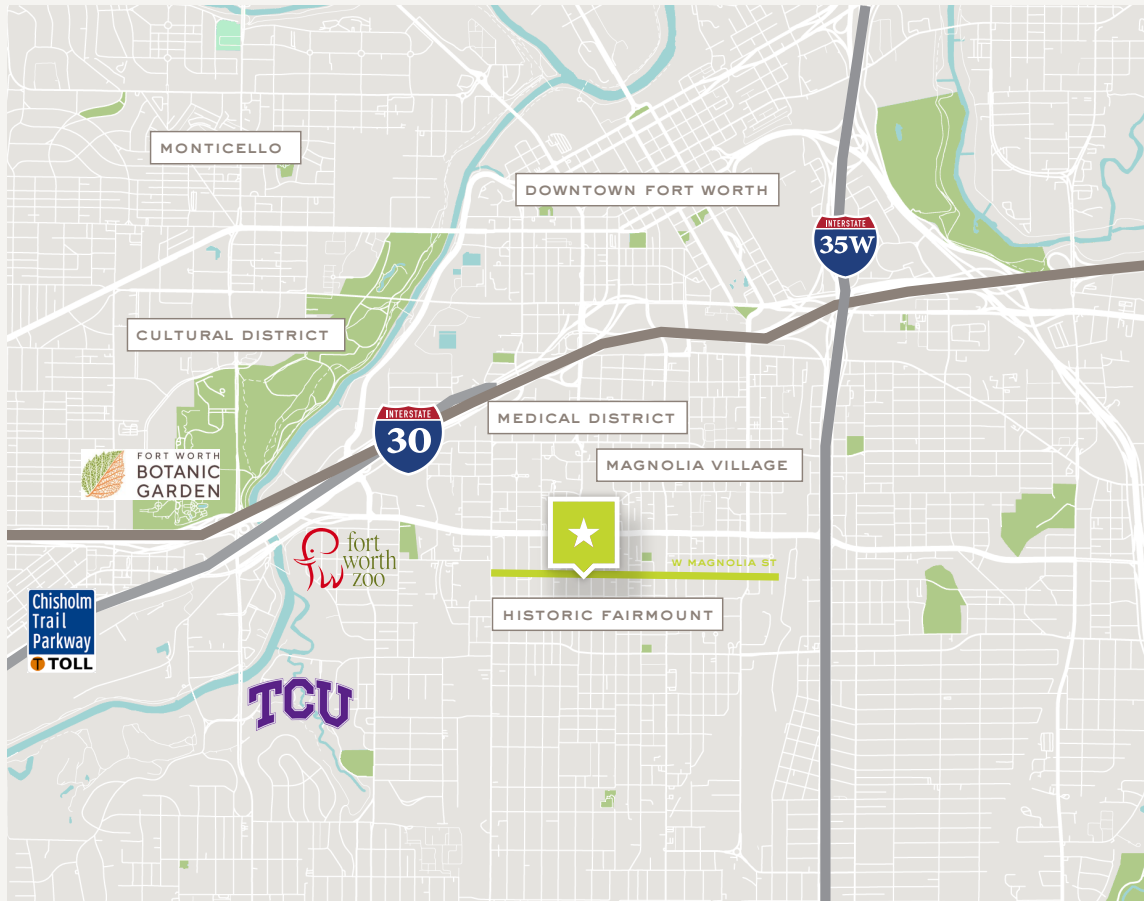 MONTICELLO
DOWNTOWN FORT WORTH
INTERSTATE
35W
CULTURAL DISTRICT
INTERSTATE
30
MEDICAL DISTRICT
MAGNOLIA VILLAGE
FORT WORTH
BOTANIC
GARDEN
fort
worth
zoo
W MAGNOLIA ST
HISTORIC FAIRMOUNT
Chisholm
Trail
Parkway
T TOLL
TCU